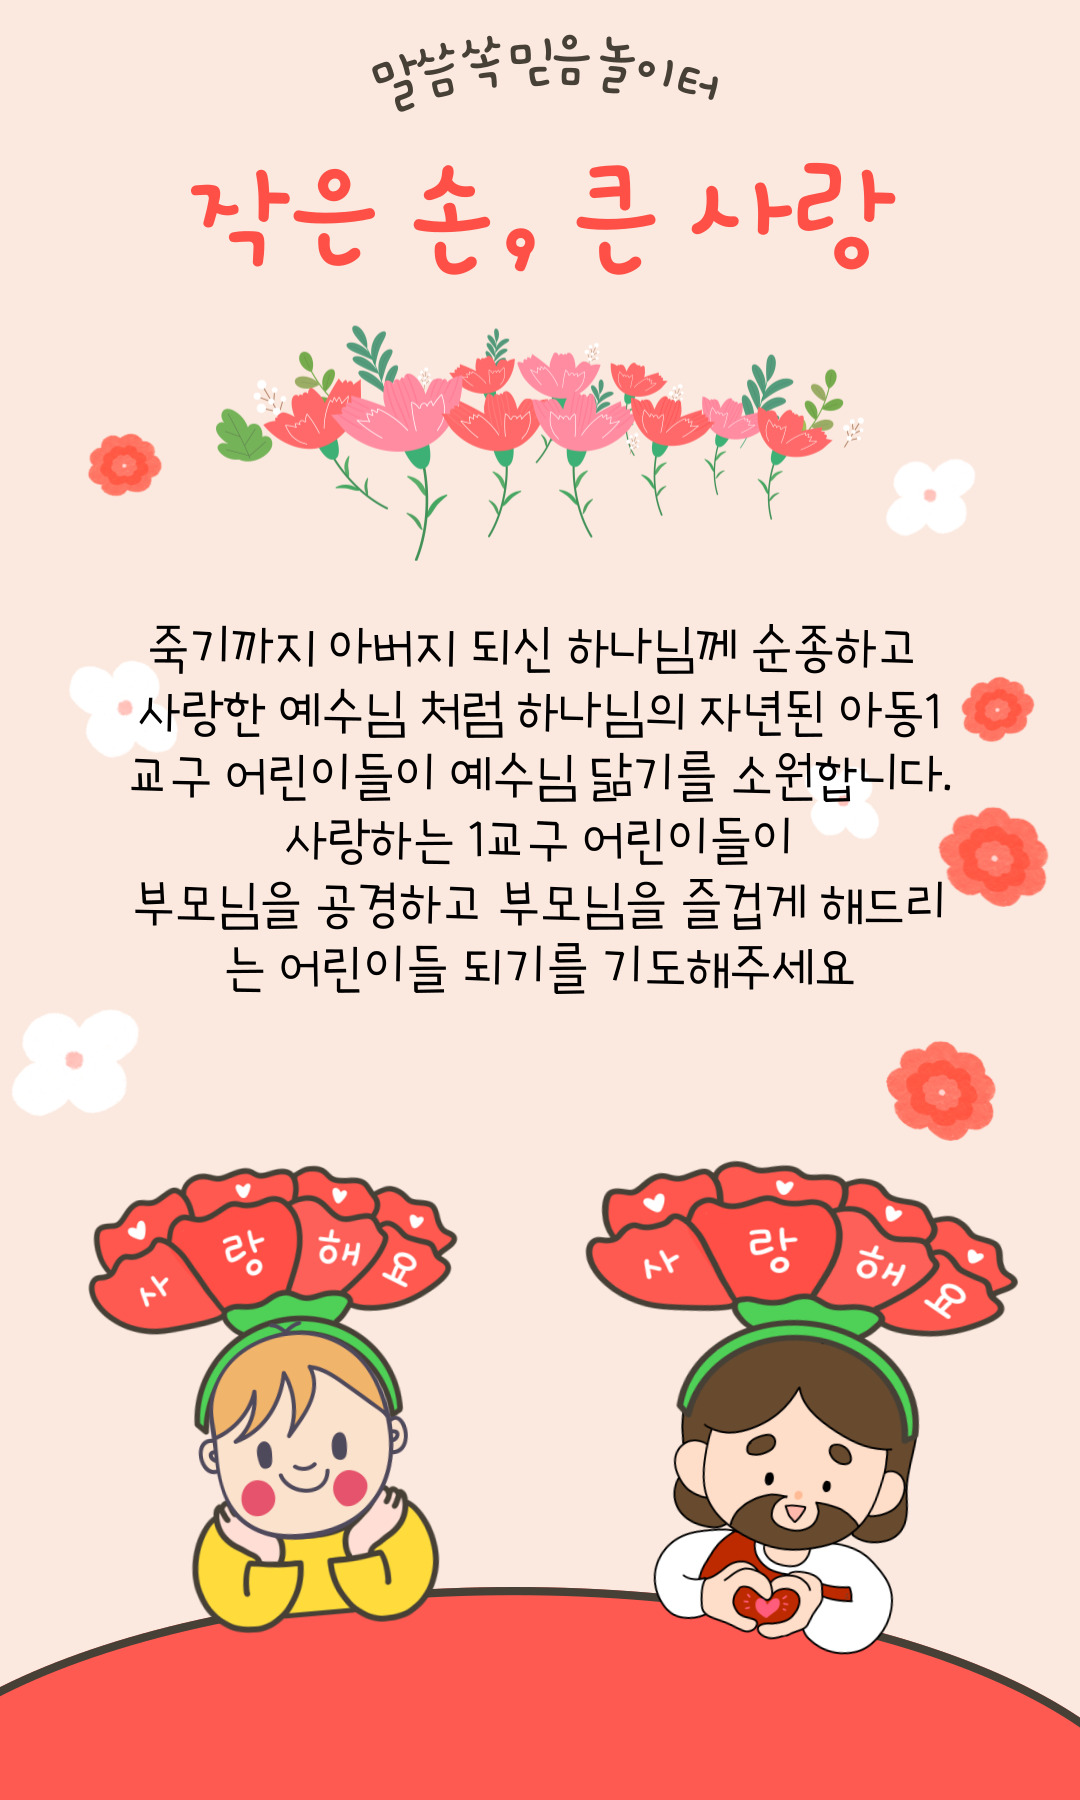 말씀쏙믿음놀이터
작은 손, 큰 사랑
죽기까지 아버지 되신 하나님께 순종하고
사랑한 예수님 처럼 하나님의 자년된 아동1
교구 어린이들이 예수님 닮기를 소원합니다.
사랑하는 1교구 어린이들이
부모님을 공경하고 부모님을 즐겁게 해드리
는 어린이들 되기를 기도해주세요
사랑해요
사랑해요